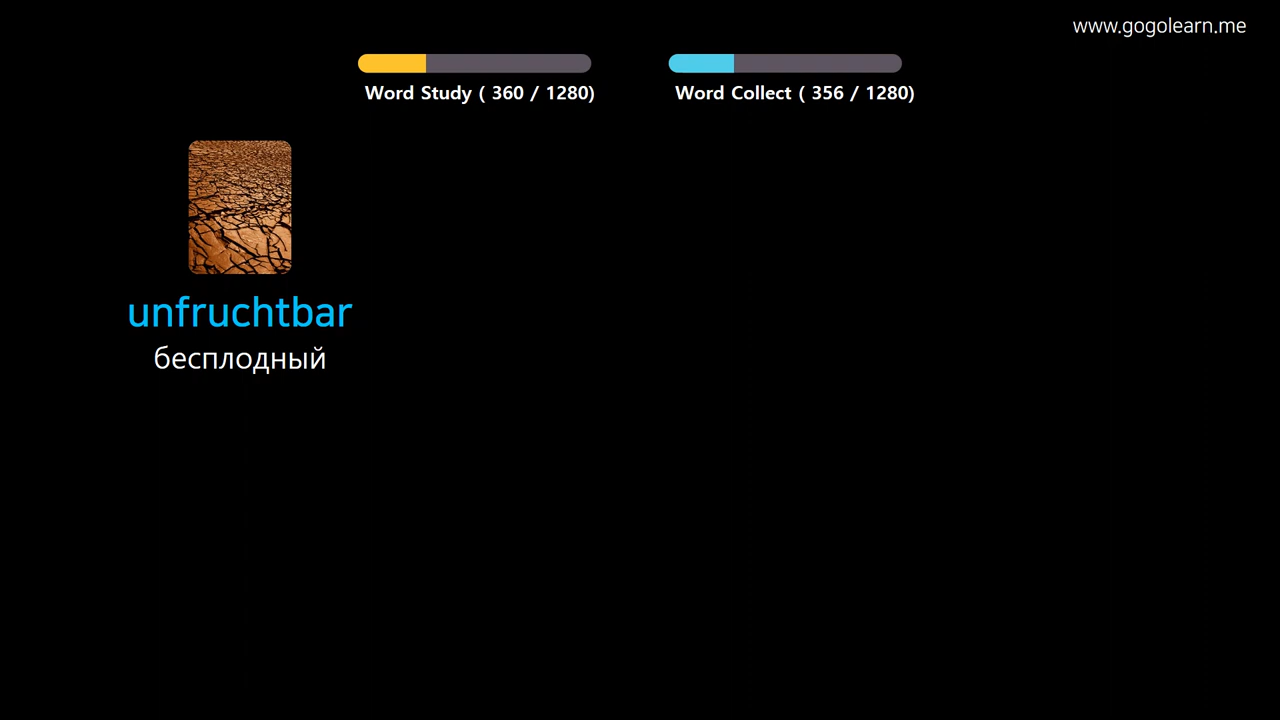 www.gogolearn.me
Word Study ( 360 / 1280)
Word Collect ( 356 / 1280)
unfruchtbar
бесплодный